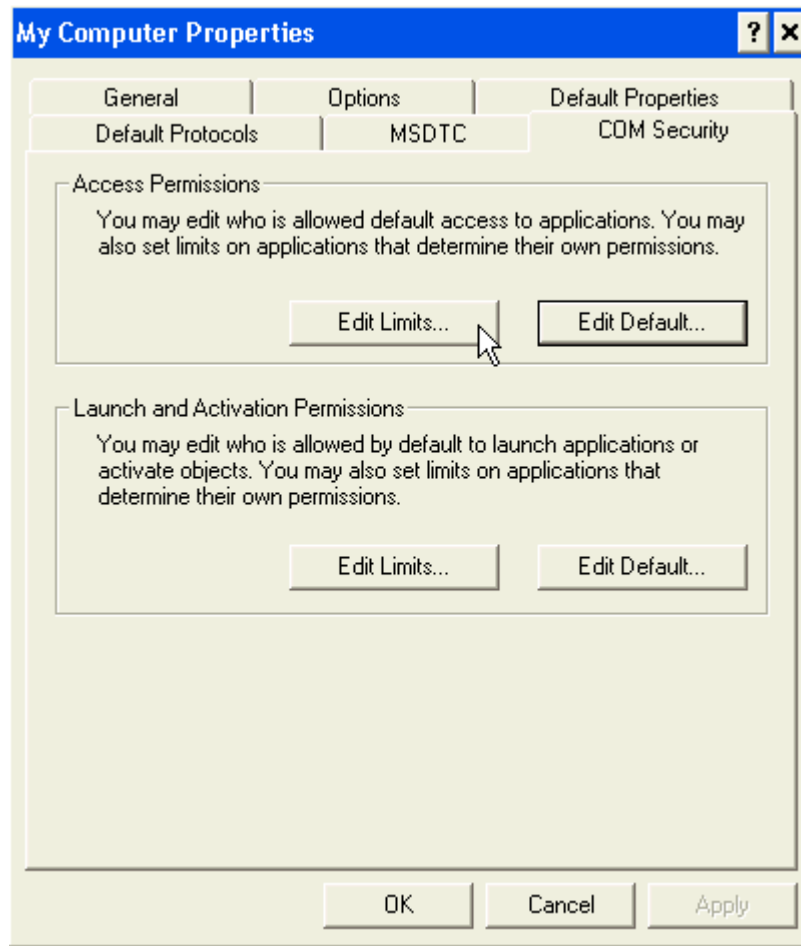 My Computer Properties
?
General Options Default Properties
Default Protocols MSDTC COM Security
Access Permissions
You may edit who is allowed default access to applications. You may
also set limits on applications that determine their own permissions.
Edit Limits... Edit Default...
Launch and Activation Permissions
You may edit who is allowed by default to launch applications or
activate objects. You may also set limits on applications that
determine their own permissions.
Edit Limits... Edit Default...
OK Cancel Apply